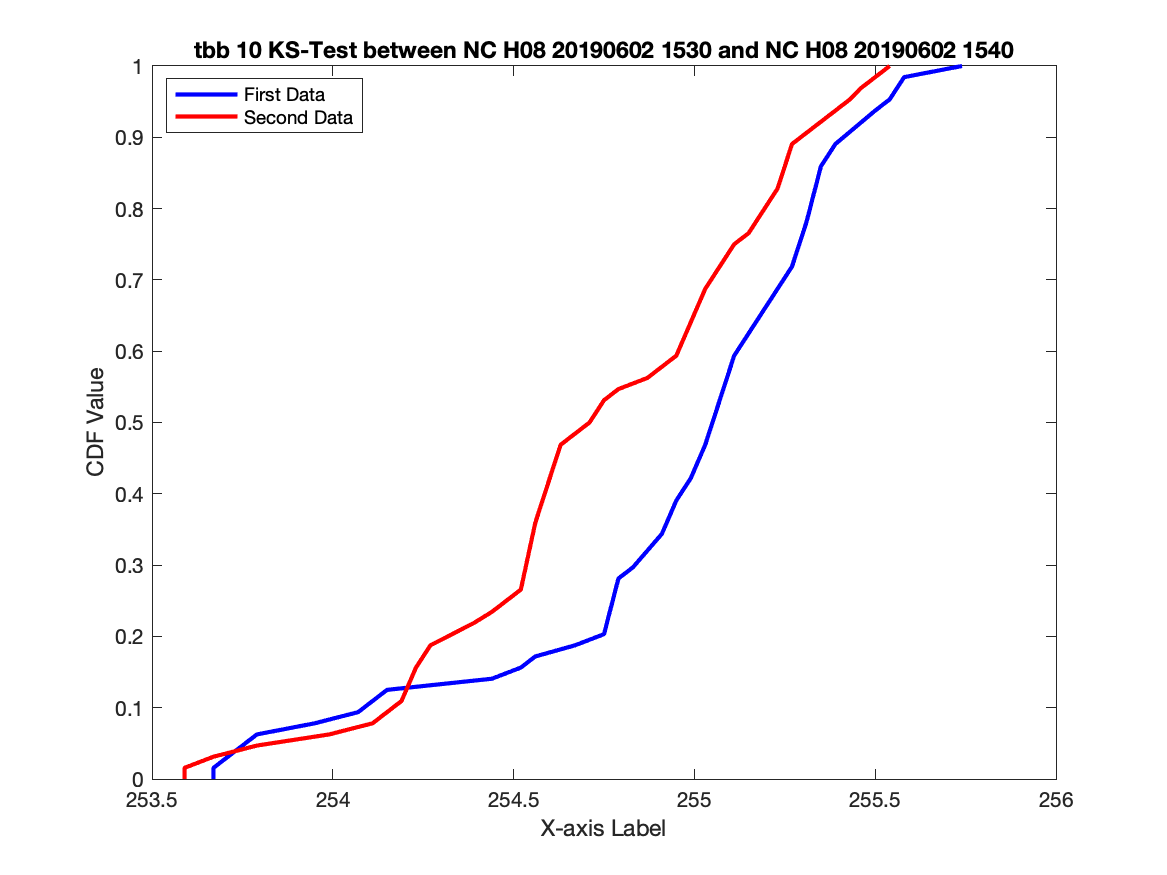 tbb 10 KS-Test between NC H08 20190602 1530 and NC H08 20190602 1540
First Data
Second Data
1
0.9
0.8
0.7
0.6
0.5
0.4
0.3
0.2
0.1
0
CDF Value
253.5 254 254.5 255 255.5 256
X-axis Label